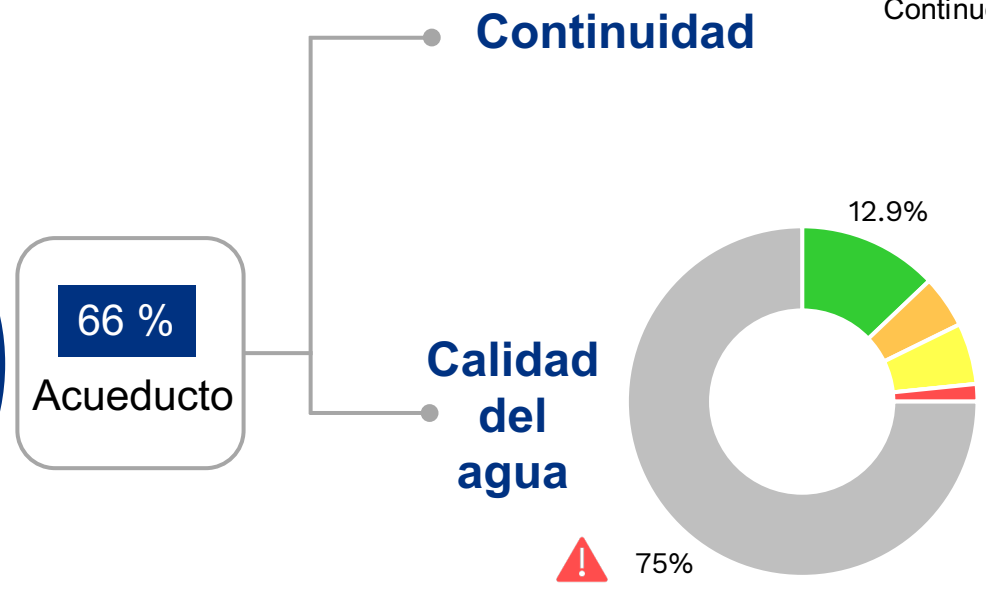 Continuidad
12.9%
66 %
Acueducto
Calidad
del
agua
75%